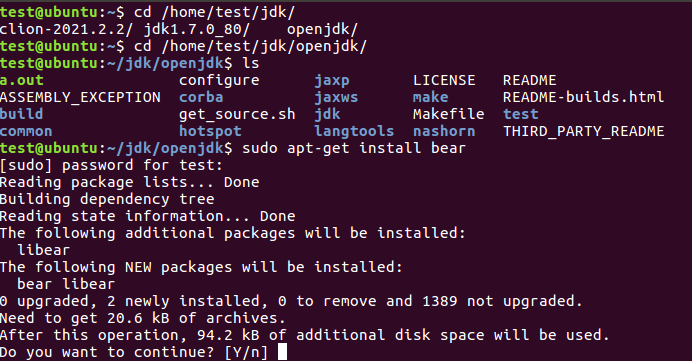 test@ubuntu:~$ cd /home/test/jdk/
clion-2021.2.2/ jdk1.7.0_80/    openjdk/
test@ubuntu:~$ cd /home/test/jdk/openjdk/
test@ubuntu:~/jdk/openjdk$ ls
a.out               configure      jaxp       LICENSE   README
ASSEMBLY_EXCEPTION  corba          jaxws      make      README-builds.html
build               get_source.sh  jdk        Makefile  test
common              hotspot        langtools  nashorn   THIRD_PARTY_README
test@ubuntu:~/jdk/openjdk$ sudo apt-get install bear
[sudo] password for test:
Reading package lists... Done
Building dependency tree
Reading state information... Done
The following additional packages will be installed:
  libear
The following NEW packages will be installed:
  bear libear
0 upgraded, 2 newly installed, 0 to remove and 1389 not upgraded.
Need to get 20.6 kB of archives.
After this operation, 94.2 kB of additional disk space will be used.
Do you want to continue? [Y/n]